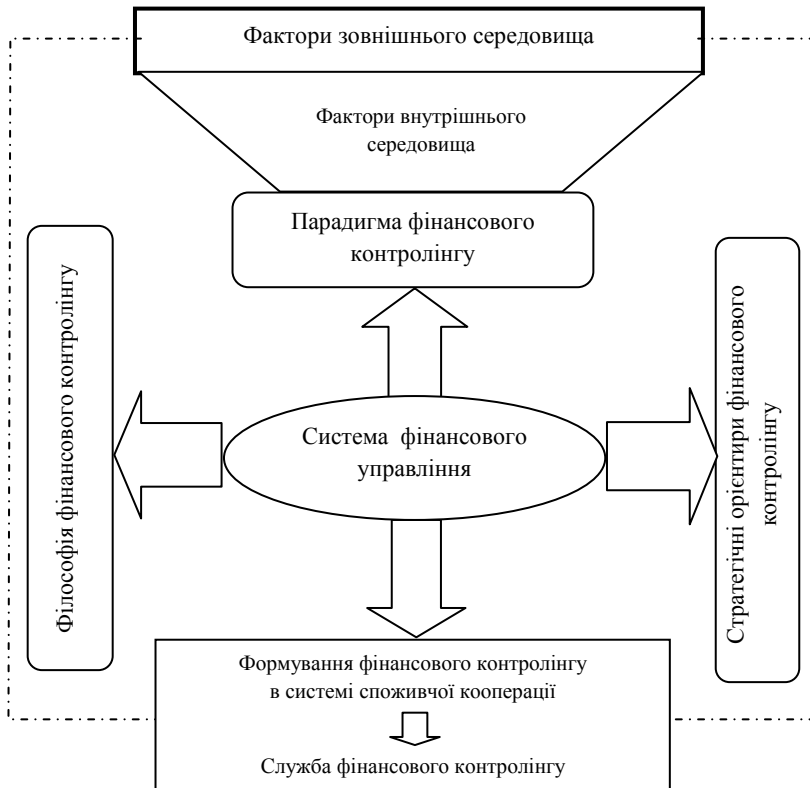 Фактори зовнішнього середовища
Фактори внутрішнього
середовища
Парадигма фінансового
контролінгу
Філософія фінансового контролінгу
Система фінансового
управління
Стратегічні орієнтири фінансового
контролінгу
Формування фінансового контролінгу
в системі споживчої кооперації
Служба фінансового контролінгу